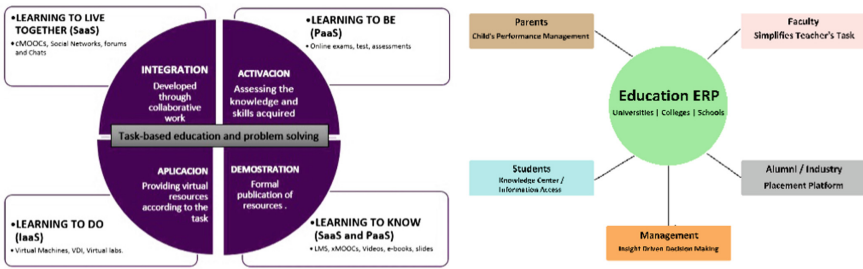 •LEARNING TO LIVE
TOGETHER (SaaS)
• cMOOCs, Social Networks, forums
and Chats
•LEARNING TO BE
(PaaS)
• Online exams, test, assessments
INTEGRATION
Developed
through
collaborative
work
ACTIVACION
Assessing the
knowledge and
skills acquired
Task-based education and problem solving
APLICACION
Providing virtual
resources
according to the
task
DEMOSTRATION
Formal
publication of
resources .
•LEARNING TO DO
(IaaS)
• Virtual Machines, VDI, Virtual labs.
•LEARNING TO KNOW
(SaaS and PaaS)
• LMS, xMOOCs, Videos, e-books, slides
Parents
Child's Performance Management
Faculty
Simplifies Teacher's Task
Education ERP
Universities | Colleges | Schools
Students
Knowledge Center /
Information Access
Alumni / Industry
Placement Platform
Management
Insight Driven Decision Making